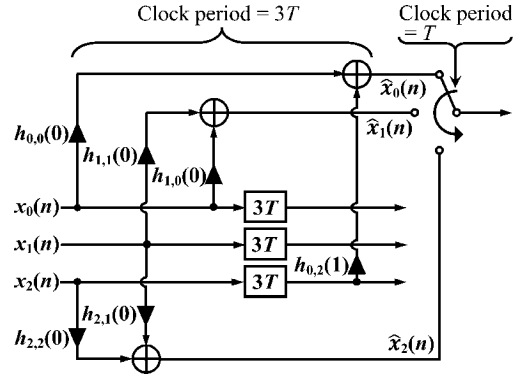 Clock period = 3T
Clock period
= T
x̂₀(n)
x̂₁(n)
h₀,₀(0)
h₁,₁(0)
h₁,₀(0)
x₀(n)
3T
x₁(n)
3T
x₂(n)
3T
h₀,₂(1)
h₂,₁(0)
h₂,₂(0)
x̂₂(n)